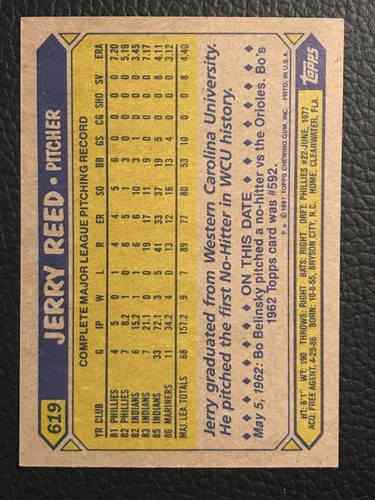 619
JERRY REED • PITCHER
COMPLETE MAJOR LEAGUE PITCHING RECORD
YR CLUB G IP W L R ER SO BB GS CG SHO SV ERA
81 PHILLIES 4 5 0 1 4 4 5 6 0 0 0 0 7.20
82 PHILLIES 7 8.2 1 0 6 5 1 3 0 0 0 0 5.19
82 INDIANS 6 15.2 1 1 6 6 10 3 1 0 0 0 3.45
83 INDIANS 7 21.1 0 0 19 17 11 9 0 0 0 0 7.17
85 INDIANS 33 72.1 3 5 41 33 37 19 5 0 0 8 4.11
86 MARINERS 11 34.2 4 0 13 12 16 13 4 0 0 0 3.12
MAJ. LEA. TOTALS 68 157.2 9 7 89 77 80 53 10 0 0 8 4.40
Jerry graduated from Western Carolina University.
He pitched the first No-Hitter in WCU history.
ON THIS DATE
May 5, 1962: Bo Belinsky pitched a no-hitter vs the Orioles. Bo's
1962 Topps card was #592.
F★ © 1987 TOPPS CHEWING GUM, INC. PRTD. IN U.S.A.
HT: 6'1" WT: 190 THROWS: RIGHT BATS: RIGHT DRFT: PHILLIES #22-JUNE, 1977
ACQ: FREE AGENT, 4-25-86 BORN: 10-8-55, BRYSON CITY, N.C. HOME: CLEARWATER, FLA.
topps